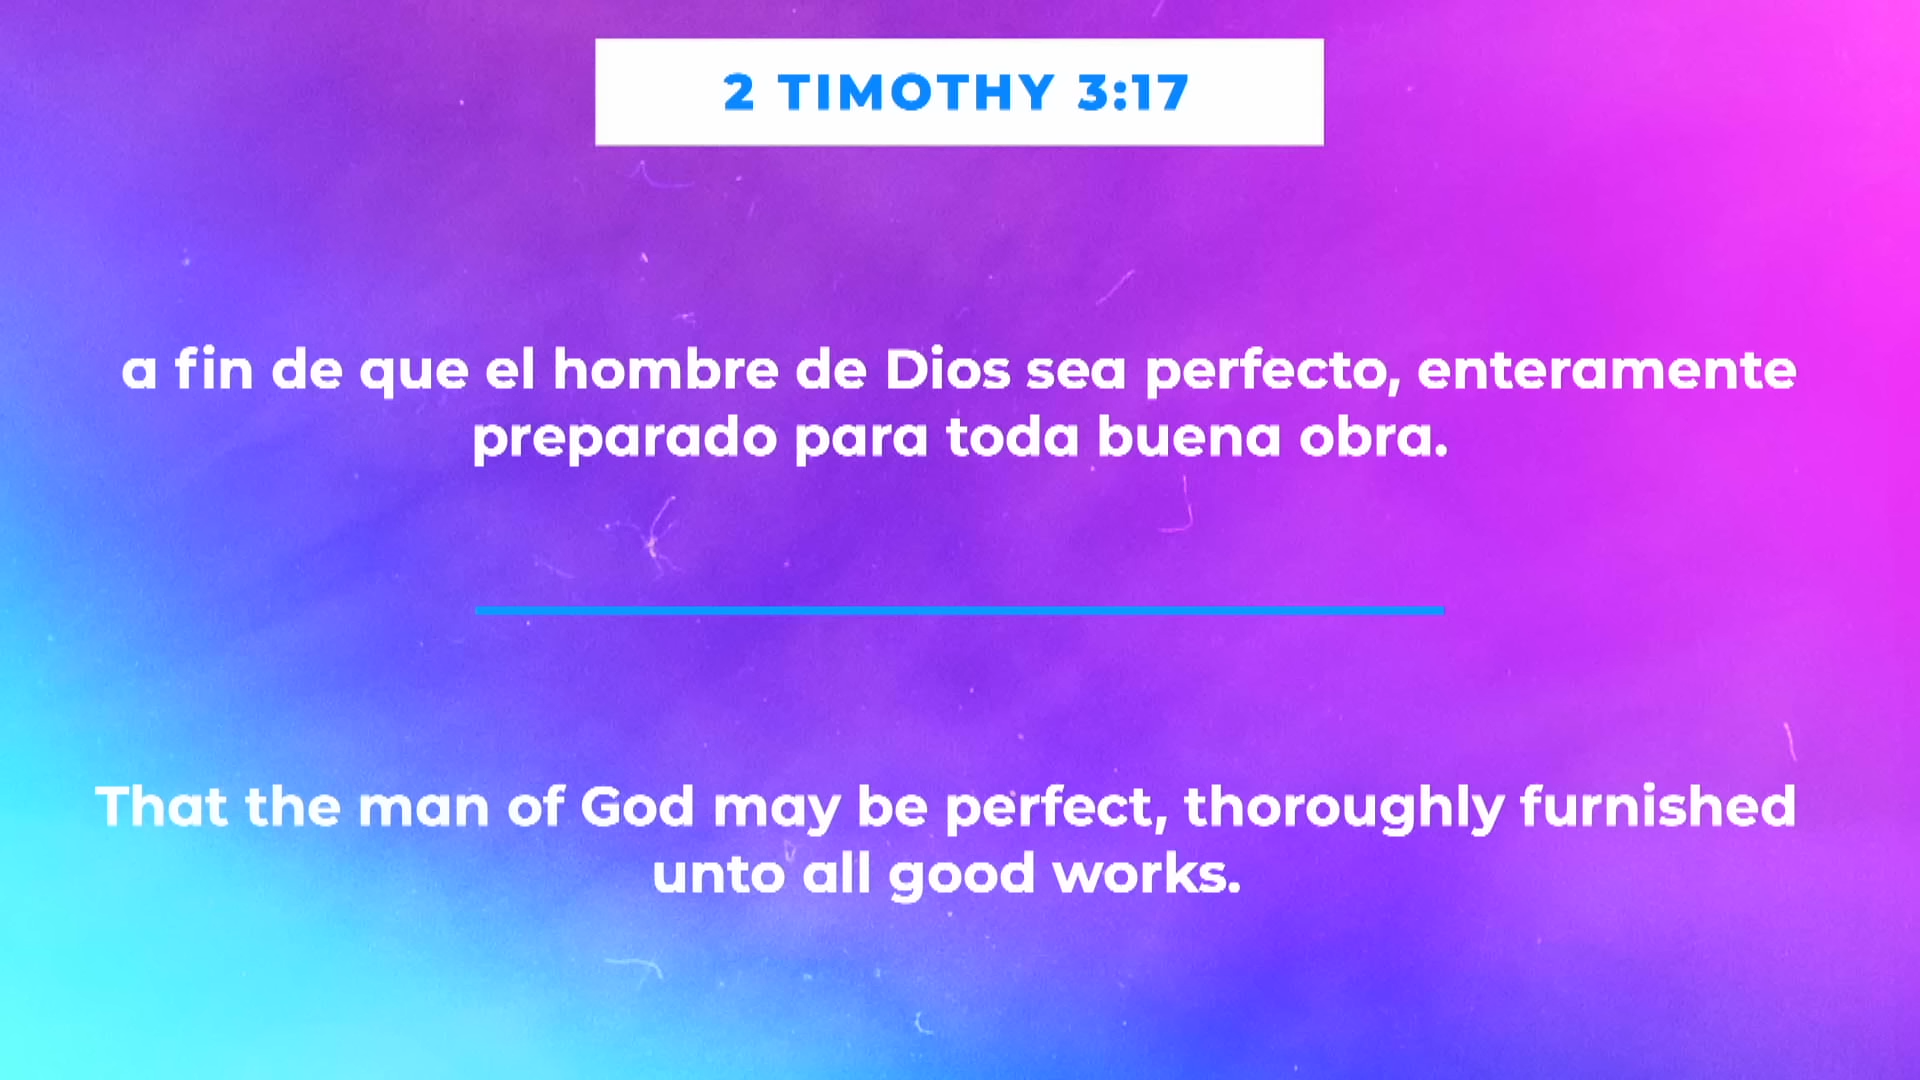 2 TIMOTHY 3:17
a fin de que el hombre de Dios sea perfecto, enteramente
preparado para toda buena obra.
That the man of God may be perfect, thoroughly furnished
unto all good works.